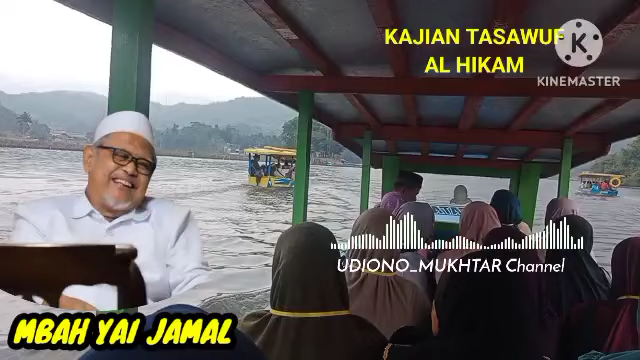 KAJIAN TASAWUF
AL HIKAM
K
KINEMASTER
UDIONO_MUKHTAR Channel
MBAH YAI JAMAL